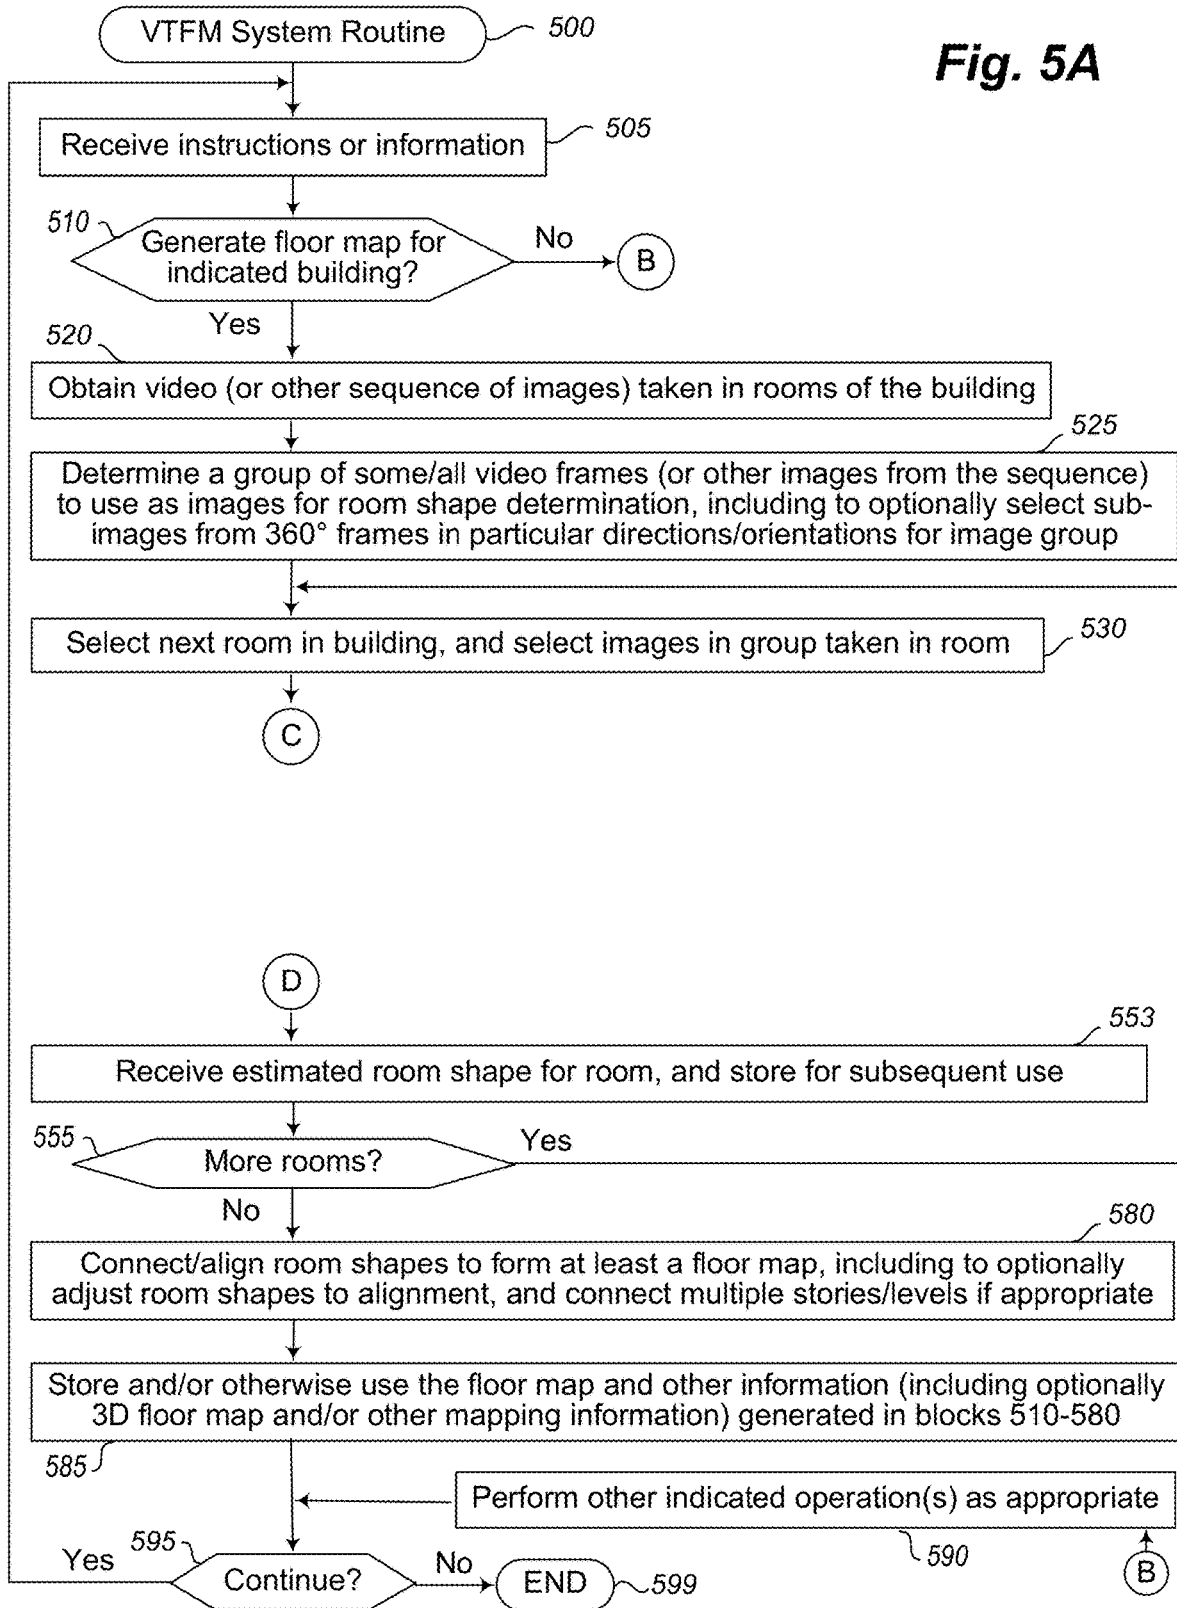 VTFM System Routine
500
Fig. 5A
Receive instructions or information
505
510
Generate floor map for
indicated building?
No
B
Yes
520
Obtain video (or other sequence of images) taken in rooms of the building
525
Determine a group of some/all video frames (or other images from the sequence)
to use as images for room shape determination, including to optionally select sub-
images from 360° frames in particular directions/orientations for image group
Select next room in building, and select images in group taken in room
530
C
D
553
Receive estimated room shape for room, and store for subsequent use
555
More rooms?
Yes
No
580
Connect/align room shapes to form at least a floor map, including to optionally
adjust room shapes to alignment, and connect multiple stories/levels if appropriate
Store and/or otherwise use the floor map and other information (including optionally
3D floor map and/or other mapping information) generated in blocks 510-580
585
Perform other indicated operation(s) as appropriate
590
B
595
Yes
Continue?
No
END
599